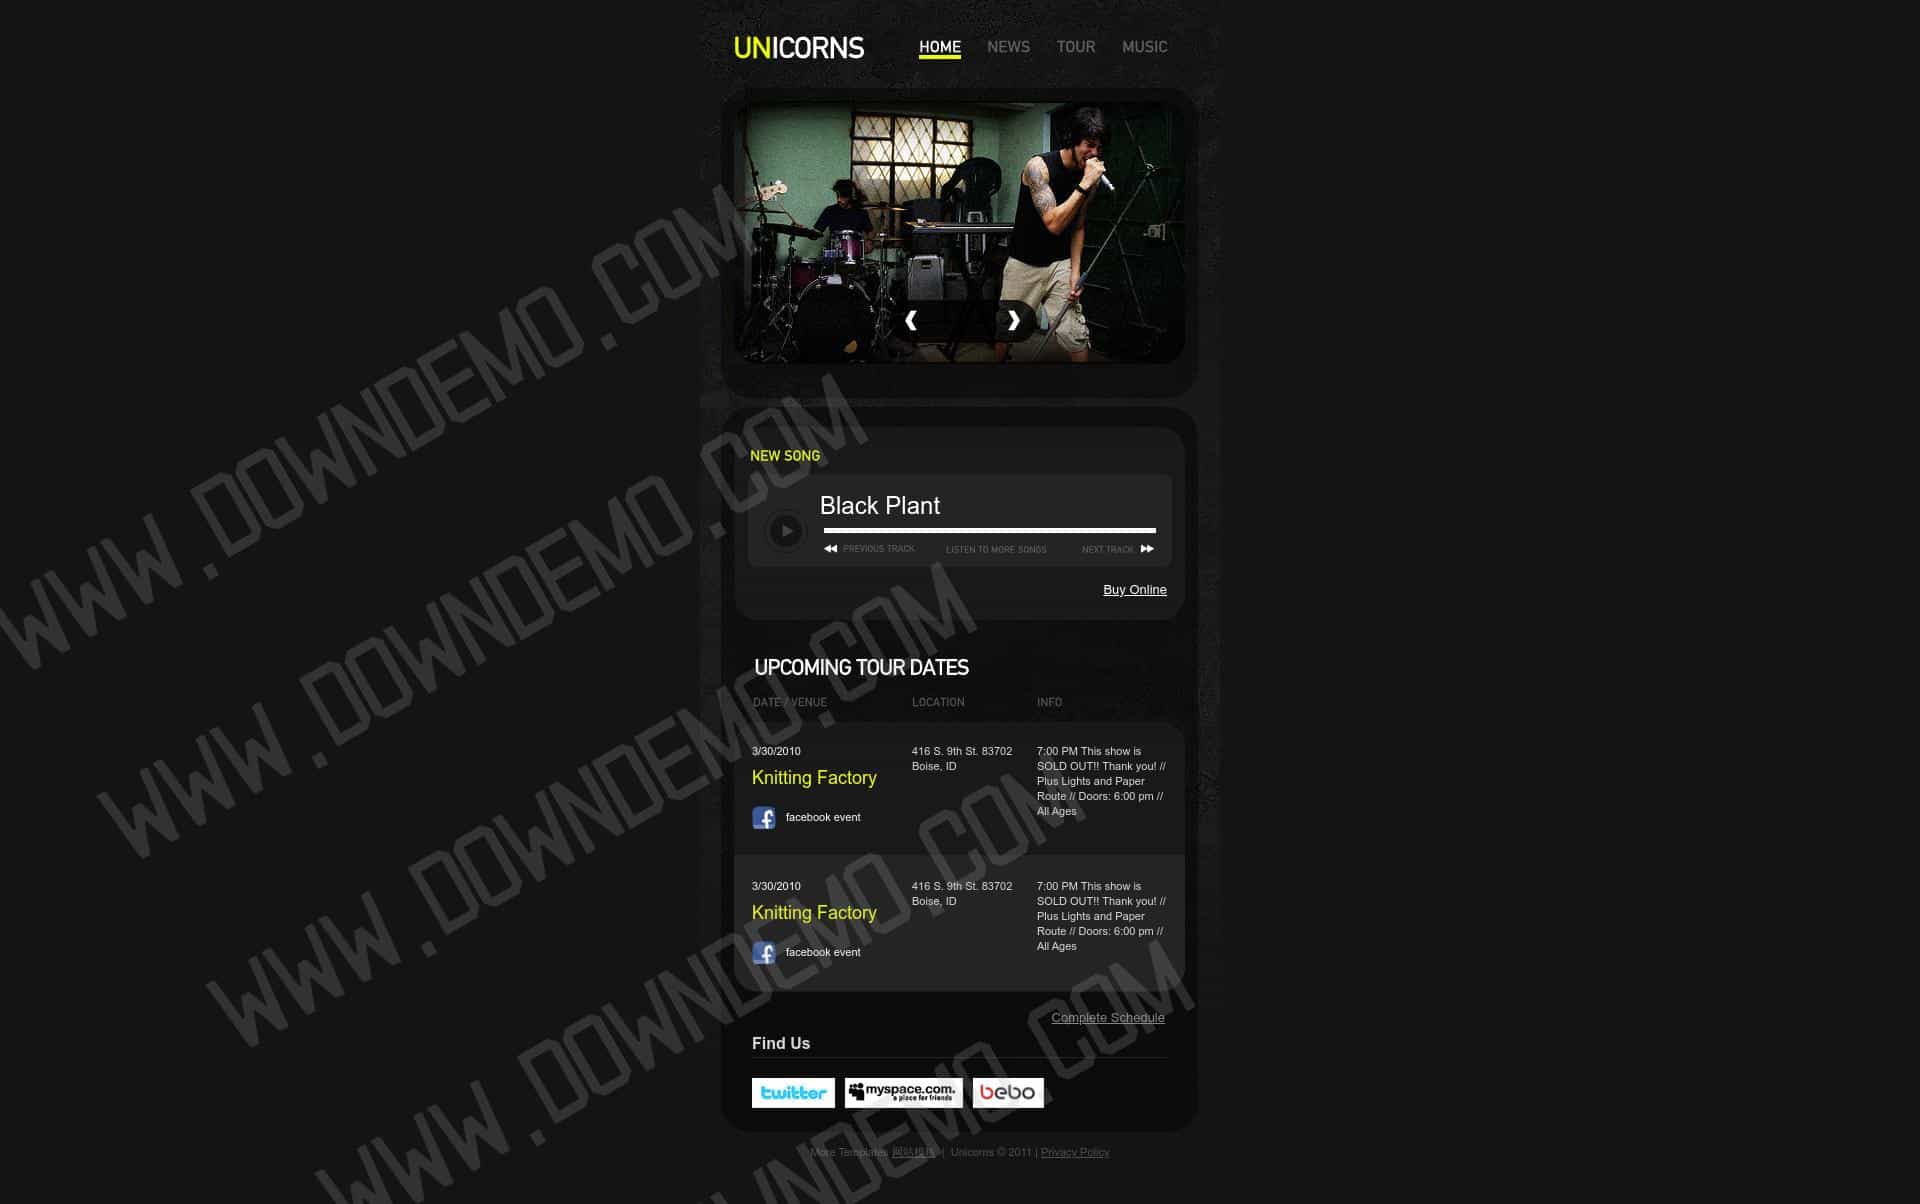 UNICORNS
HOME NEWS TOUR MUSIC
NEW SONG
Black Plant
PREVIOUS TRACK LISTEN TO MORE SONGS NEXT TRACK
Buy Online
UPCOMING TOUR DATES
DATE / VENUE LOCATION INFO
3/30/2010
Knitting Factory
facebook event
416 S. 9th St. 83702
Boise, ID
7:00 PM This show is
SOLD OUT!! Thank you! //
Plus Lights and Paper
Route // Doors: 6:00 pm //
All Ages
3/30/2010
Knitting Factory
facebook event
416 S. 9th St. 83702
Boise, ID
7:00 PM This show is
SOLD OUT!! Thank you! //
Plus Lights and Paper
Route // Doors: 6:00 pm //
All Ages
Complete Schedule
Find Us
twitter
myspace.com.
a place for friends
bebo
More Templates 网站模板 | Unicorns © 2011 | Privacy Policy
WWW.DOWNDEMO.COM
WWW.DOWNDEMO.COM
WWW.DOWNDEMO.COM
WWW.DOWNDEMO.COM
WNDEMO.COM